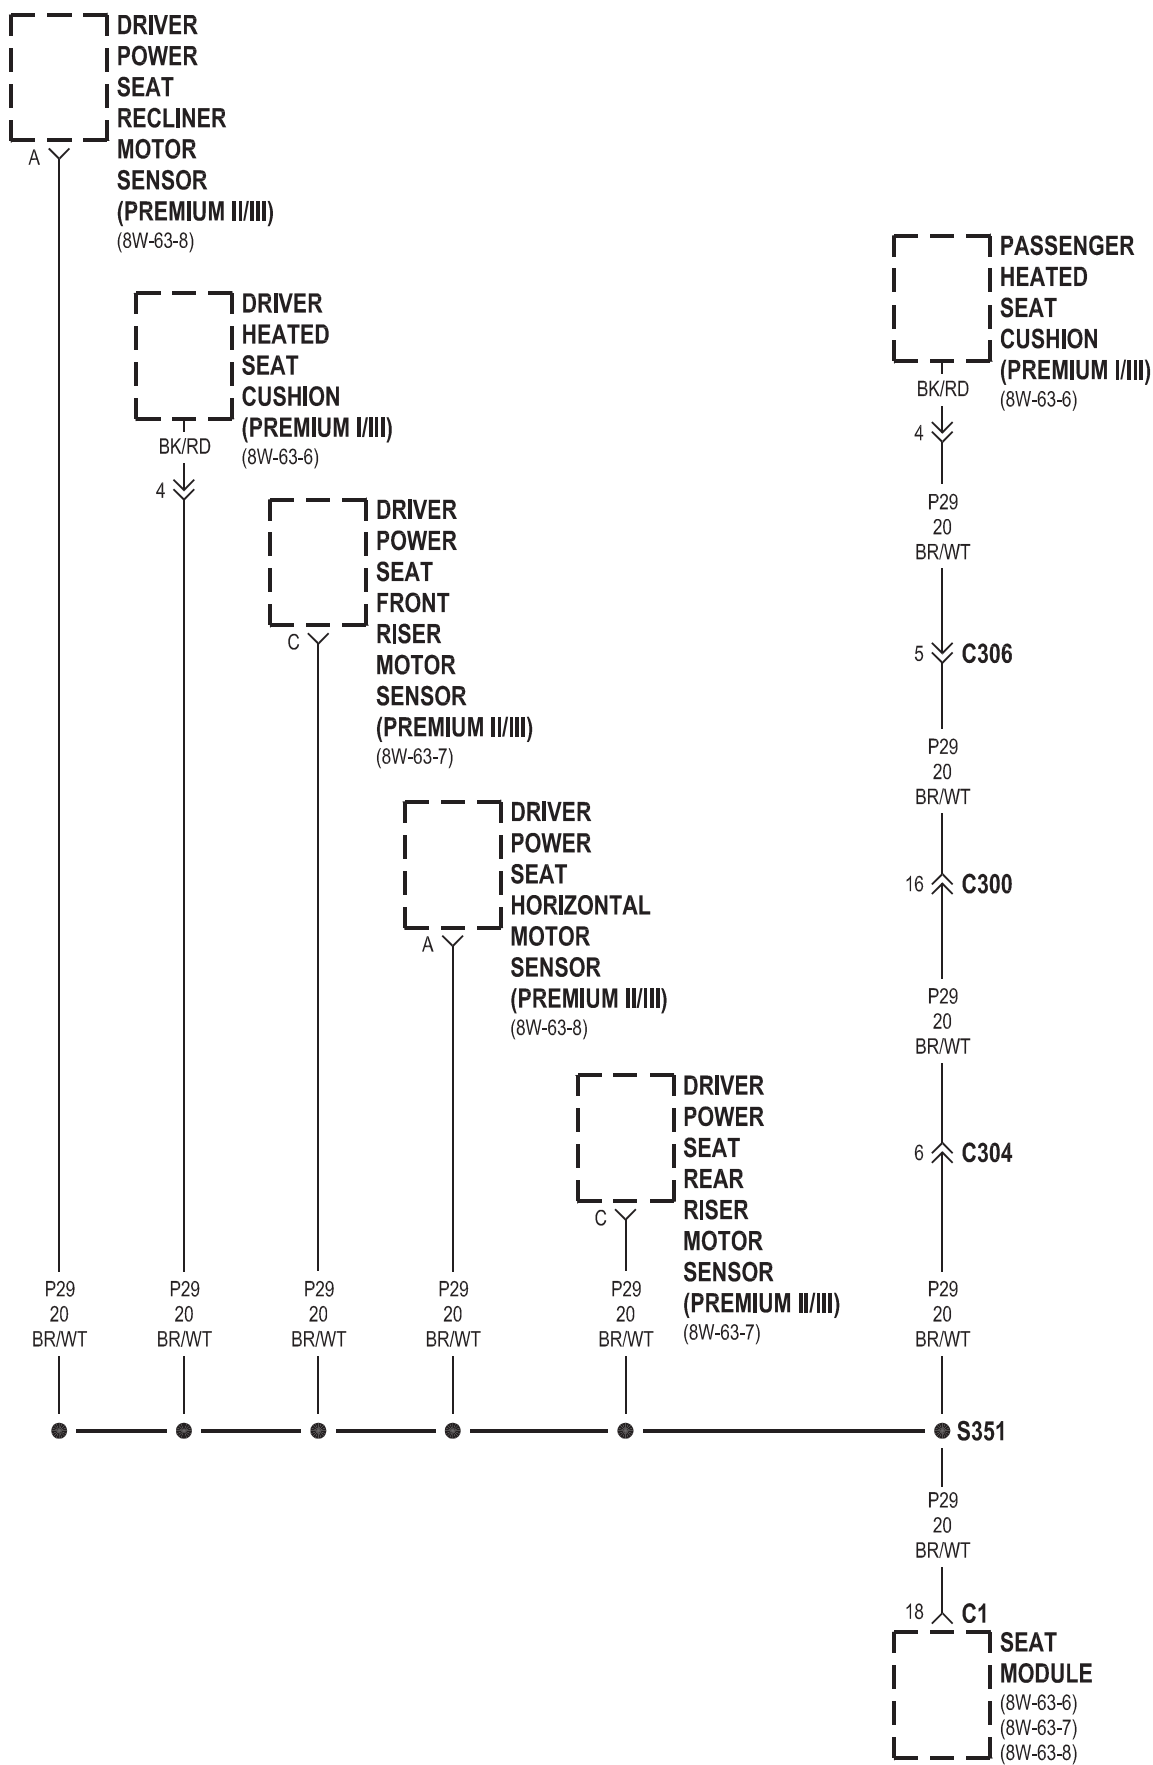 DRIVER
POWER
SEAT
RECLINER
MOTOR
SENSOR
(PREMIUM II/III)
(8W-63-8)
A
DRIVER
HEATED
SEAT
CUSHION
(PREMIUM I/III)
(8W-63-6)
BK/RD
4
DRIVER
POWER
SEAT
FRONT
RISER
MOTOR
SENSOR
(PREMIUM II/III)
(8W-63-7)
C
DRIVER
POWER
SEAT
HORIZONTAL
MOTOR
SENSOR
(PREMIUM II/III)
(8W-63-8)
A
DRIVER
POWER
SEAT
REAR
RISER
MOTOR
SENSOR
(PREMIUM II/III)
(8W-63-7)
C
PASSENGER
HEATED
SEAT
CUSHION
(PREMIUM I/III)
(8W-63-6)
BK/RD
4
P29
20
BR/WT
5 C306
P29
20
BR/WT
16 C300
P29
20
BR/WT
6 C304
P29 P29 P29 P29 P29 P29
20 20 20 20 20 20
BR/WT BR/WT BR/WT BR/WT BR/WT BR/WT
S351
P29
20
BR/WT
18 C1
SEAT
MODULE
(8W-63-6)
(8W-63-7)
(8W-63-8)